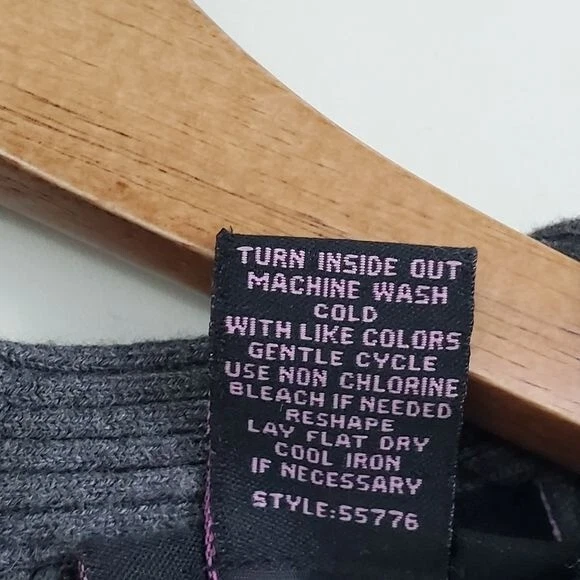 TURN INSIDE OUT
MACHINE WASH
COLD
WITH LIKE COLORS
GENTLE CYCLE
USE NON CHLORINE
BLEACH IF NEEDED
RESHAPE
LAY FLAT DRY
COOL IRON
IF NECESSARY
STYLE:55776